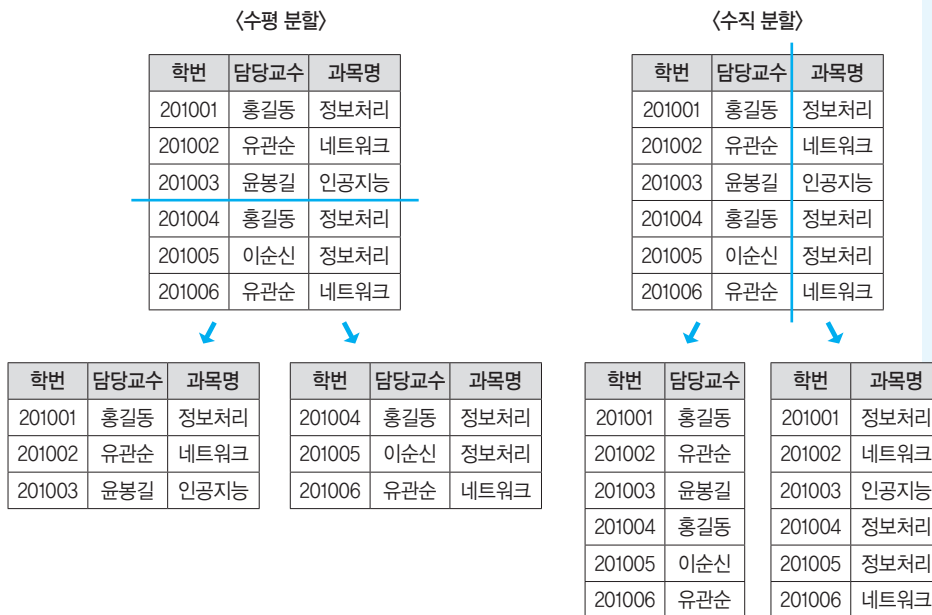 〈수평 분할〉
학번 담당교수 과목명
201001 홍길동 정보처리
201002 유관순 네트워크
201003 윤봉길 인공지능
201004 홍길동 정보처리
201005 이순신 정보처리
201006 유관순 네트워크
학번 담당교수 과목명
201001 홍길동 정보처리
201002 유관순 네트워크
201003 윤봉길 인공지능
학번 담당교수 과목명
201004 홍길동 정보처리
201005 이순신 정보처리
201006 유관순 네트워크
〈수직 분할〉
학번 담당교수 과목명
201001 홍길동 정보처리
201002 유관순 네트워크
201003 윤봉길 인공지능
201004 홍길동 정보처리
201005 이순신 정보처리
201006 유관순 네트워크
학번 담당교수
201001 홍길동
201002 유관순
201003 윤봉길
201004 홍길동
201005 이순신
201006 유관순
학번 과목명
201001 정보처리
201002 네트워크
201003 인공지능
201004 정보처리
201005 정보처리
201006 네트워크